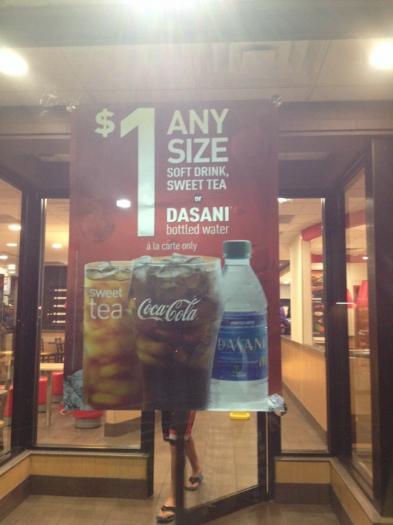 $1 ANY
SIZE
SOFT DRINK,
SWEET TEA
or
DASANI
bottled water
à la carte only
sweet
tea
Coca-Cola
DASANI